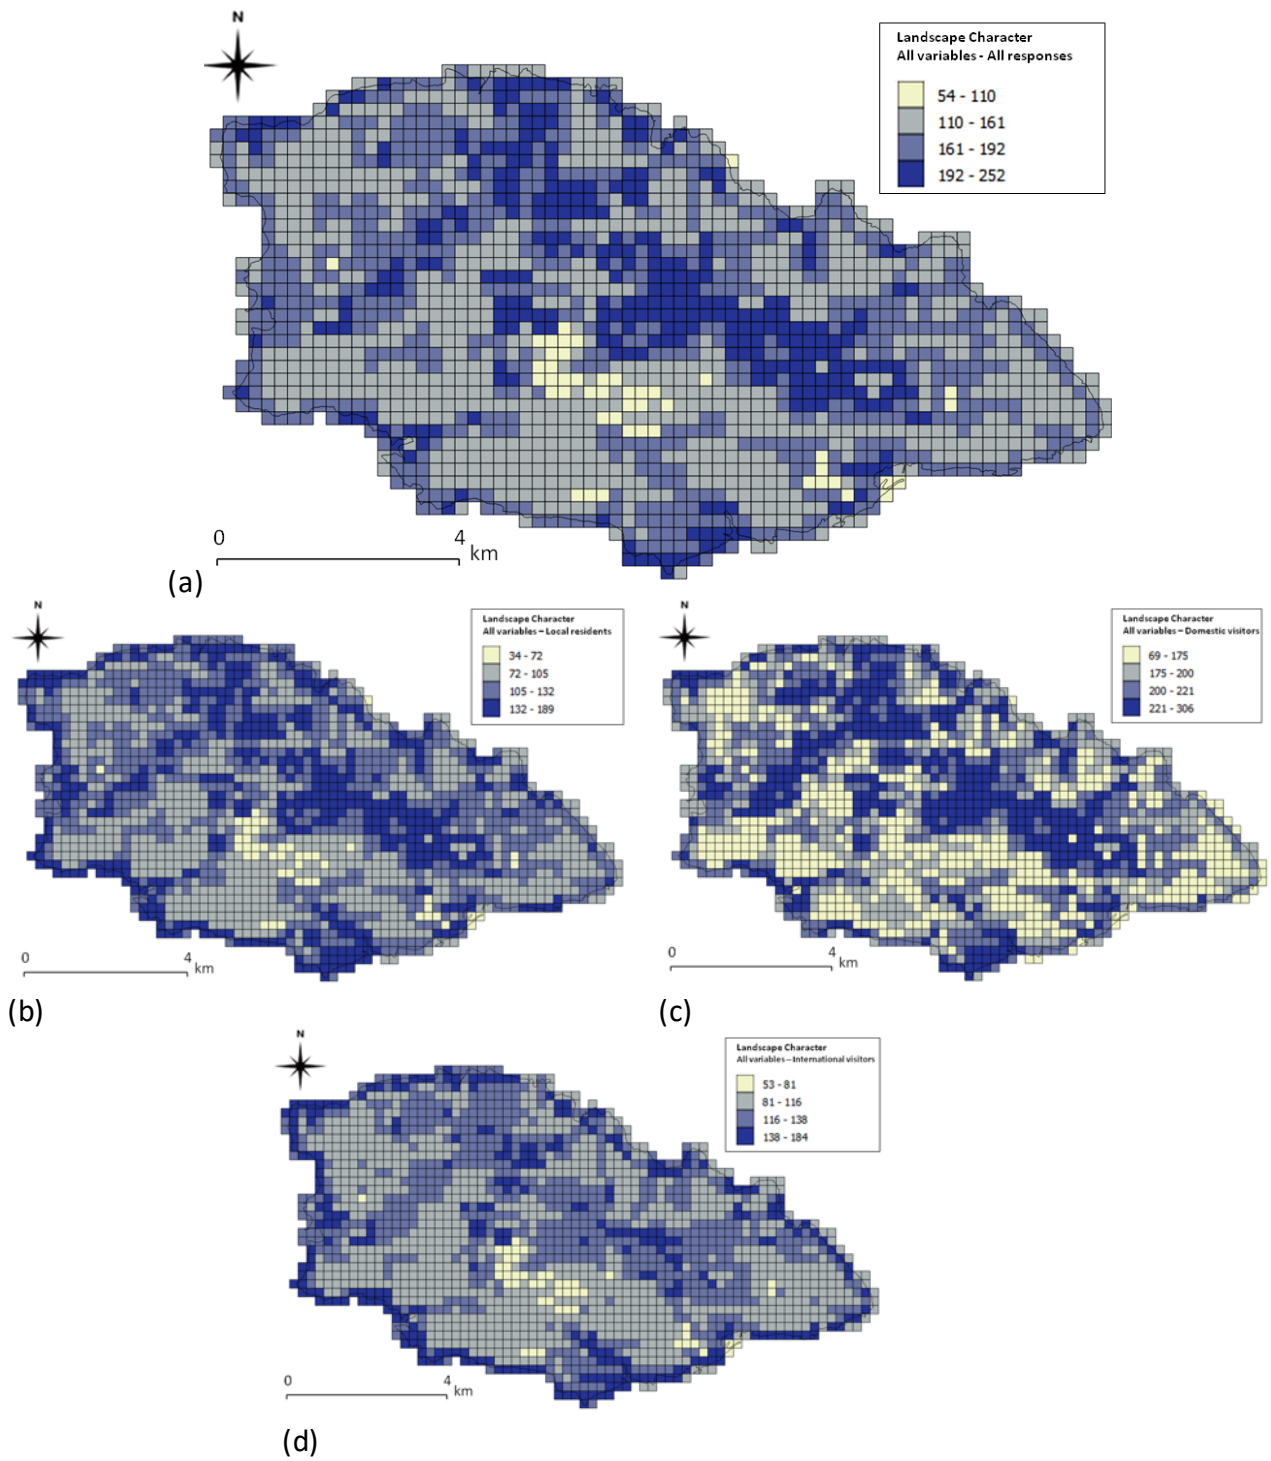 N
Landscape Character
All variables - All responses
54 - 110
110 - 161
161 - 192
192 - 252
0
4
km
(a)
N
Landscape Character
All variables – Local residents
34 - 72
72 - 105
105 - 132
132 - 189
0
4
km
(b)
N
Landscape Character
All variables – Domestic visitors
69 - 175
175 - 200
200 - 221
221 - 306
0
4
km
(c)
N
Landscape Character
All variables – International visitors
53 - 81
81 - 116
116 - 138
138 - 184
0
4
km
(d)